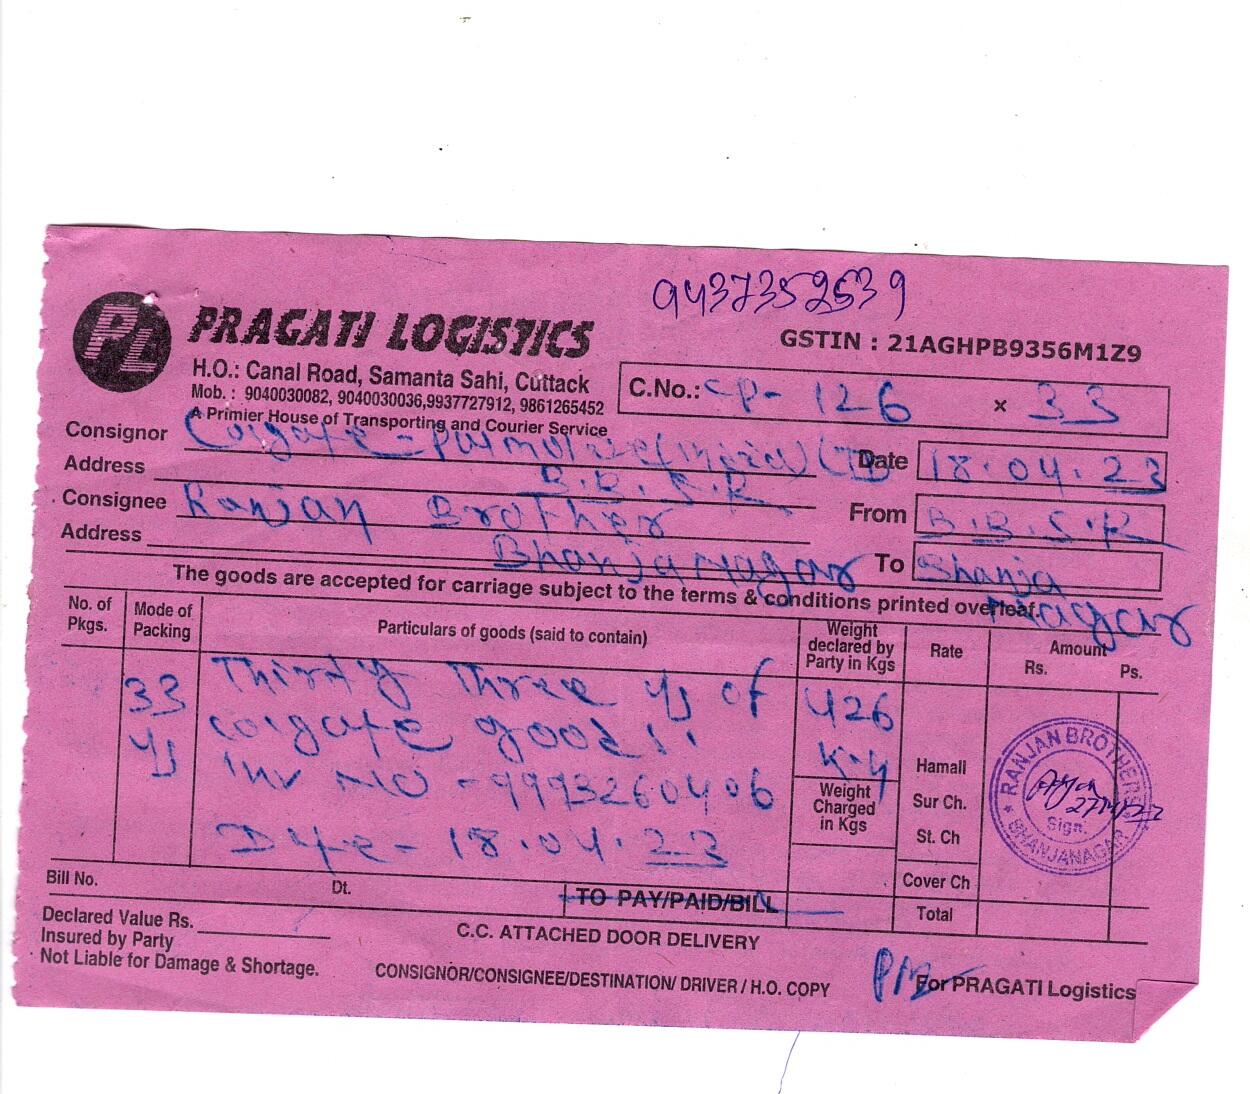 9437352539
PL
PRAGATI LOGISTICS
GSTIN : 21AGHPB9356M1Z9
H.O.: Canal Road, Samanta Sahi, Cuttack
Mob. : 9040030082, 9040030036,9937727912, 9861265452
A Primier House of Transporting and Courier Service
C.No.: CP- 126 x 33
Consignor Colgate - Palmolive (India) LTD
Date 18.04.23
Address B.B.S.R
Consignee Ranjan Brother
From B.B.S.R
Address Bhanjanagar
To Bhanja Nagar
The goods are accepted for carriage subject to the terms & conditions printed overleaf.
No. of Pkgs. Mode of Packing Particulars of goods (said to contain) Weight declared by Party in Kgs Rate Amount Rs. Ps.
33 Thirty Three of 426
Colgate goods
Inv NO - 9993260406
Date - 18.04.23
Weight Charged in Kgs
Hamali
Sur Ch.
St. Ch
Cover Ch
Total
RANJAN BROTHERS
Sign.
BHANJANAGAR
Bill No. Dt. TO PAY/PAID/BILL
Declared Value Rs.
Insured by Party
Not Liable for Damage & Shortage.
C.C. ATTACHED DOOR DELIVERY
CONSIGNOR/CONSIGNEE/DESTINATION/ DRIVER / H.O. COPY
For PRAGATI Logistics